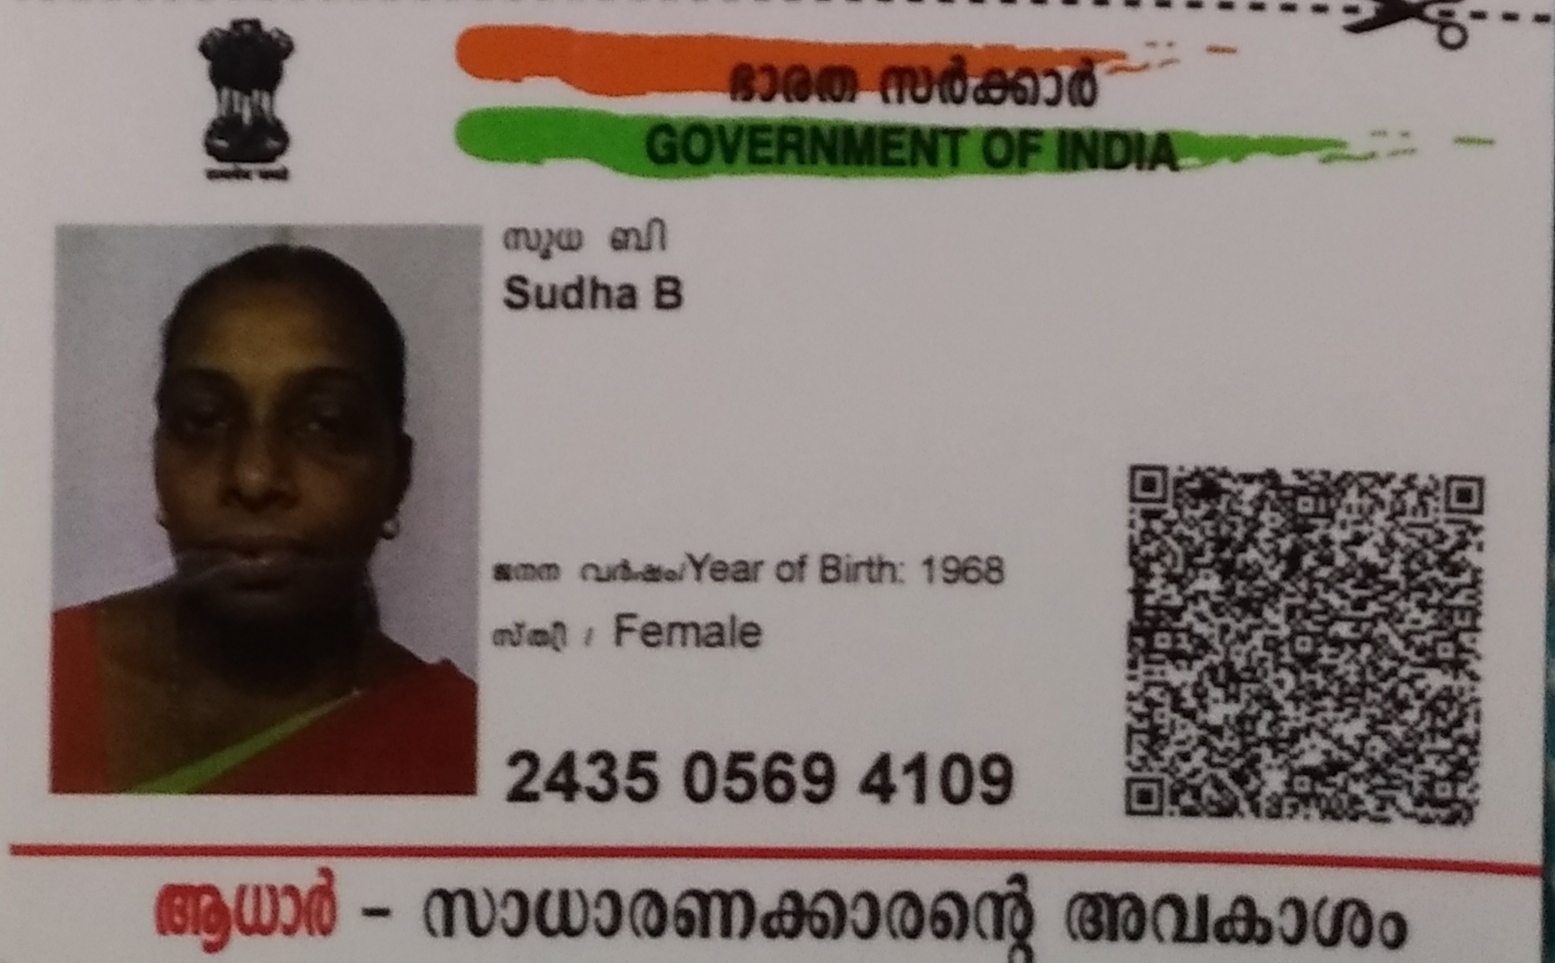 ഭാരത സർക്കാർ
GOVERNMENT OF INDIA
സുധ ബി
Sudha B
ജനന വർഷം/Year of Birth: 1968
സ്ത്രീ / Female
2435 0569 4109
ആധാർ - സാധാരണക്കാരന്റെ അവകാശം